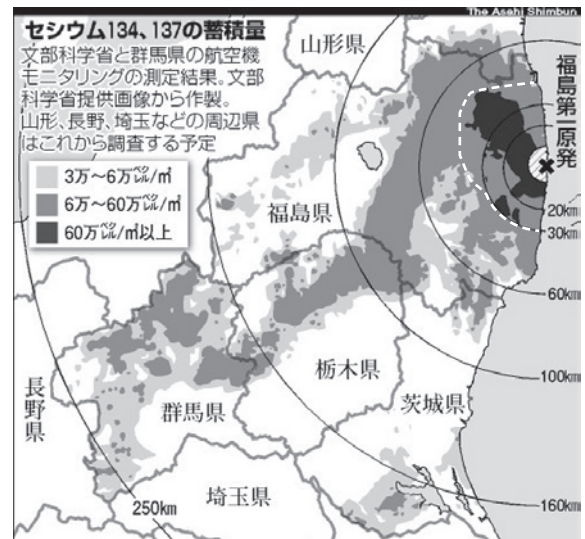 The Asahi Shimbun
セシウム134、137の蓄積量
文部科学省と群馬県の航空機
モニタリングの測定結果。文部
科学省提供画像から作製。
山形、長野、埼玉などの周辺県
はこれから調査する予定
3万～6万ベクレル/㎡
6万～60万ベクレル/㎡
60万ベクレル/㎡以上
山形県
福島第一原発
福島県
20km
30km
60km
栃木県
100km
茨城県
群馬県
長野県
埼玉県
250km
160km